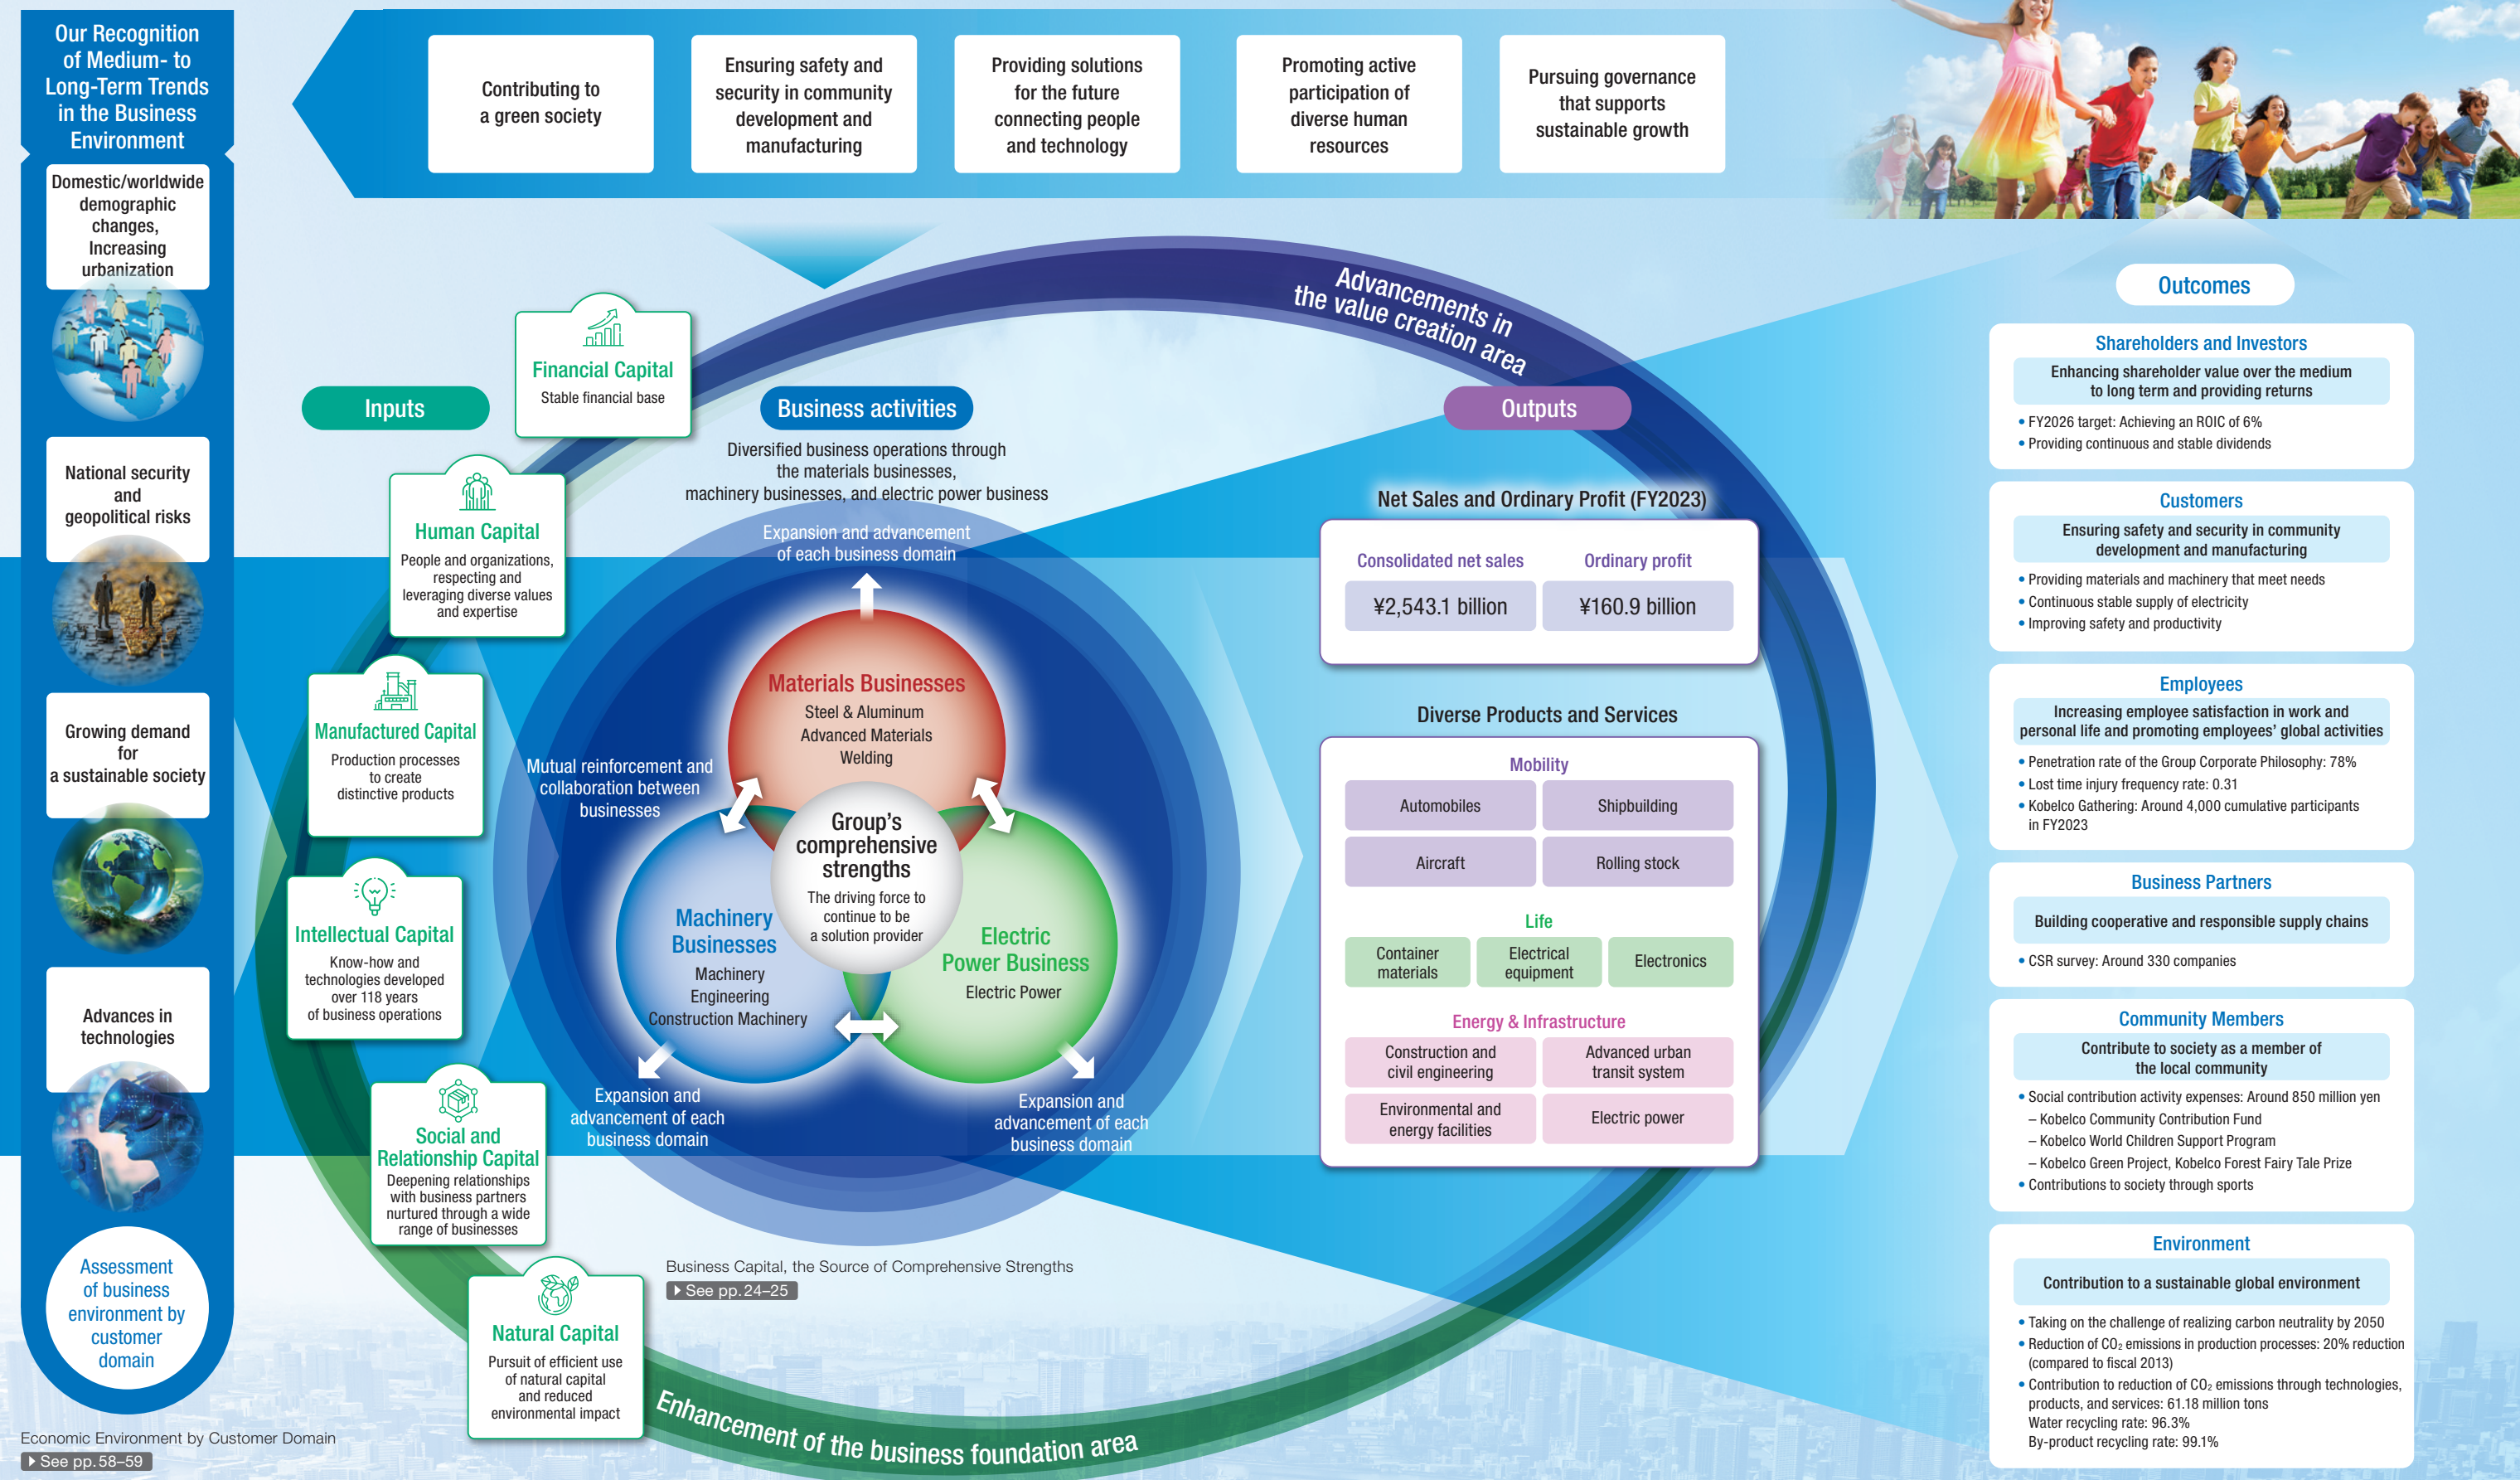 Our Recognition
of Medium- to
Long-Term Trends
in the Business
Environment
Domestic/worldwide
demographic
changes,
Increasing
urbanization
National security
and
geopolitical risks
Growing demand
for
a sustainable society
Advances in
technologies
Assessment
of business
environment by
customer
domain
Economic Environment by Customer Domain
See pp. 58–59
Contributing to
a green society
Ensuring safety and
security in community
development and
manufacturing
Providing solutions
for the future
connecting people
and technology
Promoting active
participation of
diverse human
resources
Pursuing governance
that supports
sustainable growth
Advancements in
the value creation area
Inputs
Financial Capital
Stable financial base
Human Capital
People and organizations,
respecting and
leveraging diverse values
and expertise
Manufactured Capital
Production processes
to create
distinctive products
Intellectual Capital
Know-how and
technologies developed
over 118 years
of business operations
Social and
Relationship Capital
Deepening relationships
with business partners
nurtured through a wide
range of businesses
Natural Capital
Pursuit of efficient use
of natural capital
and reduced
environmental impact
Business activities
Diversified business operations through
the materials businesses,
machinery businesses, and electric power business
Expansion and advancement
of each business domain
Materials Businesses
Steel & Aluminum
Advanced Materials
Welding
Mutual reinforcement and
collaboration between
businesses
Group's
comprehensive
strengths
The driving force to
continue to be
a solution provider
Machinery
Businesses
Machinery
Engineering
Construction Machinery
Electric
Power Business
Electric Power
Expansion and
advancement of each
business domain
Expansion and
advancement of each
business domain
Business Capital, the Source of Comprehensive Strengths
See pp. 24–25
Enhancement of the business foundation area
Outputs
Net Sales and Ordinary Profit (FY2023)
Consolidated net sales
Ordinary profit
¥2,543.1 billion
¥160.9 billion
Diverse Products and Services
Mobility
Automobiles
Shipbuilding
Aircraft
Rolling stock
Life
Container
materials
Electrical
equipment
Electronics
Energy & Infrastructure
Construction and
civil engineering
Advanced urban
transit system
Environmental and
energy facilities
Electric power
Outcomes
Shareholders and Investors
Enhancing shareholder value over the medium
to long term and providing returns
• FY2026 target: Achieving an ROIC of 6%
• Providing continuous and stable dividends
Customers
Ensuring safety and security in community
development and manufacturing
• Providing materials and machinery that meet needs
• Continuous stable supply of electricity
• Improving safety and productivity
Employees
Increasing employee satisfaction in work and
personal life and promoting employees' global activities
• Penetration rate of the Group Corporate Philosophy: 78%
• Lost time injury frequency rate: 0.31
• Kobelco Gathering: Around 4,000 cumulative participants
in FY2023
Business Partners
Building cooperative and responsible supply chains
• CSR survey: Around 330 companies
Community Members
Contribute to society as a member of
the local community
• Social contribution activity expenses: Around 850 million yen
– Kobelco Community Contribution Fund
– Kobelco World Children Support Program
– Kobelco Green Project, Kobelco Forest Fairy Tale Prize
• Contributions to society through sports
Environment
Contribution to a sustainable global environment
• Taking on the challenge of realizing carbon neutrality by 2050
• Reduction of CO₂ emissions in production processes: 20% reduction
(compared to fiscal 2013)
• Contribution to reduction of CO₂ emissions through technologies,
products, and services: 61.18 million tons
Water recycling rate: 96.3%
By-product recycling rate: 99.1%